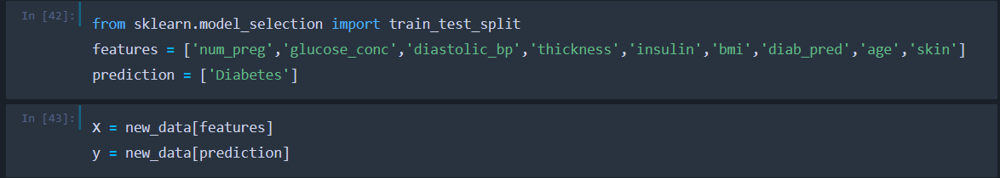 In [42]:
from sklearn.model_selection import train_test_split
features = ['num_preg','glucose_conc','diastolic_bp','thickness','insulin','bmi','diab_pred','age','skin']
prediction = ['Diabetes']
In [43]:
X = new_data[features]
y = new_data[prediction]